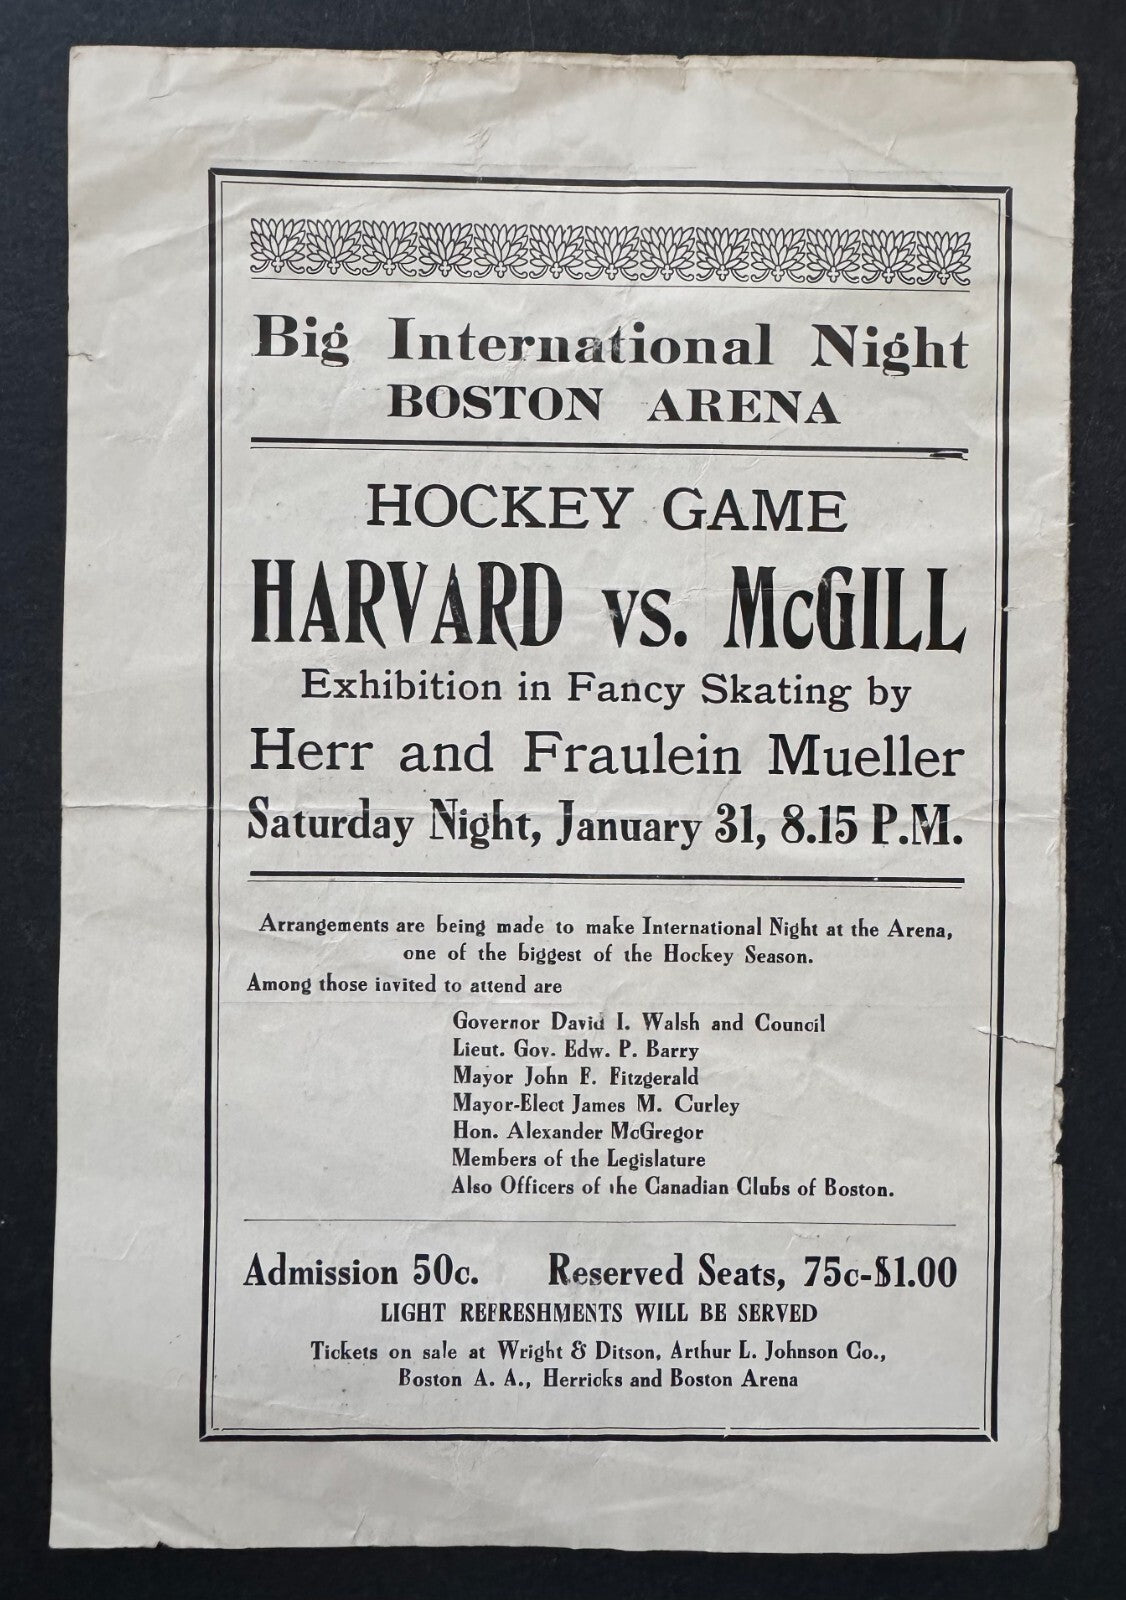 Big International Night
BOSTON ARENA
HOCKEY GAME
HARVARD vs. McGILL
Exhibition in Fancy Skating by
Herr and Fraulein Mueller
Saturday Night, January 31, 8.15 P.M.
Arrangements are being made to make International Night at the Arena,
one of the biggest of the Hockey Season.
Among those invited to attend are
Governor David I. Walsh and Council
Lieut. Gov. Edw. P. Barry
Mayor John F. Fitzgerald
Mayor-Elect James M. Curley
Hon. Alexander McGregor
Members of the Legislature
Also Officers of the Canadian Clubs of Boston.
Admission 50c. Reserved Seats, 75c-$1.00
LIGHT REFRESHMENTS WILL BE SERVED
Tickets on sale at Wright & Ditson, Arthur L. Johnson Co.,
Boston A. A., Herricks and Boston Arena